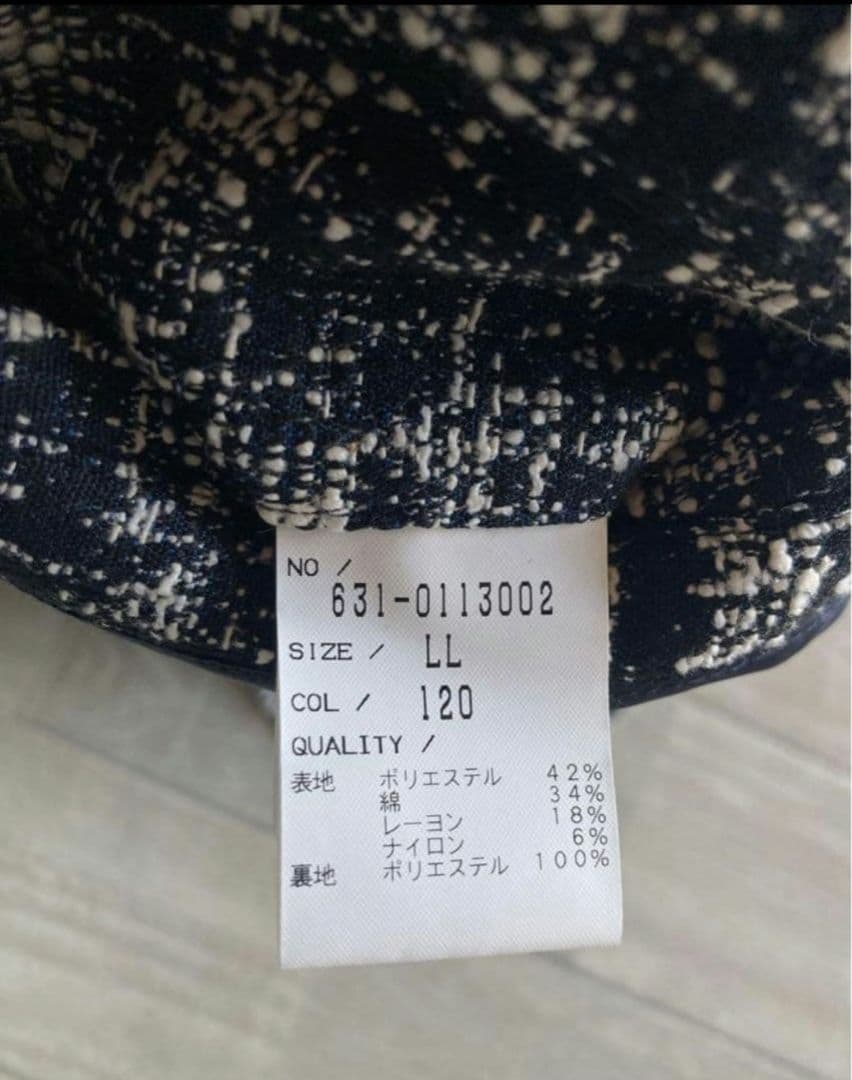 NO /
631-0113002
SIZE / LL
COL / 120
QUALITY /
表地 ポリエステル 42%
綿 34%
レーヨン 18%
ナイロン 6%
裏地 ポリエステル 100%